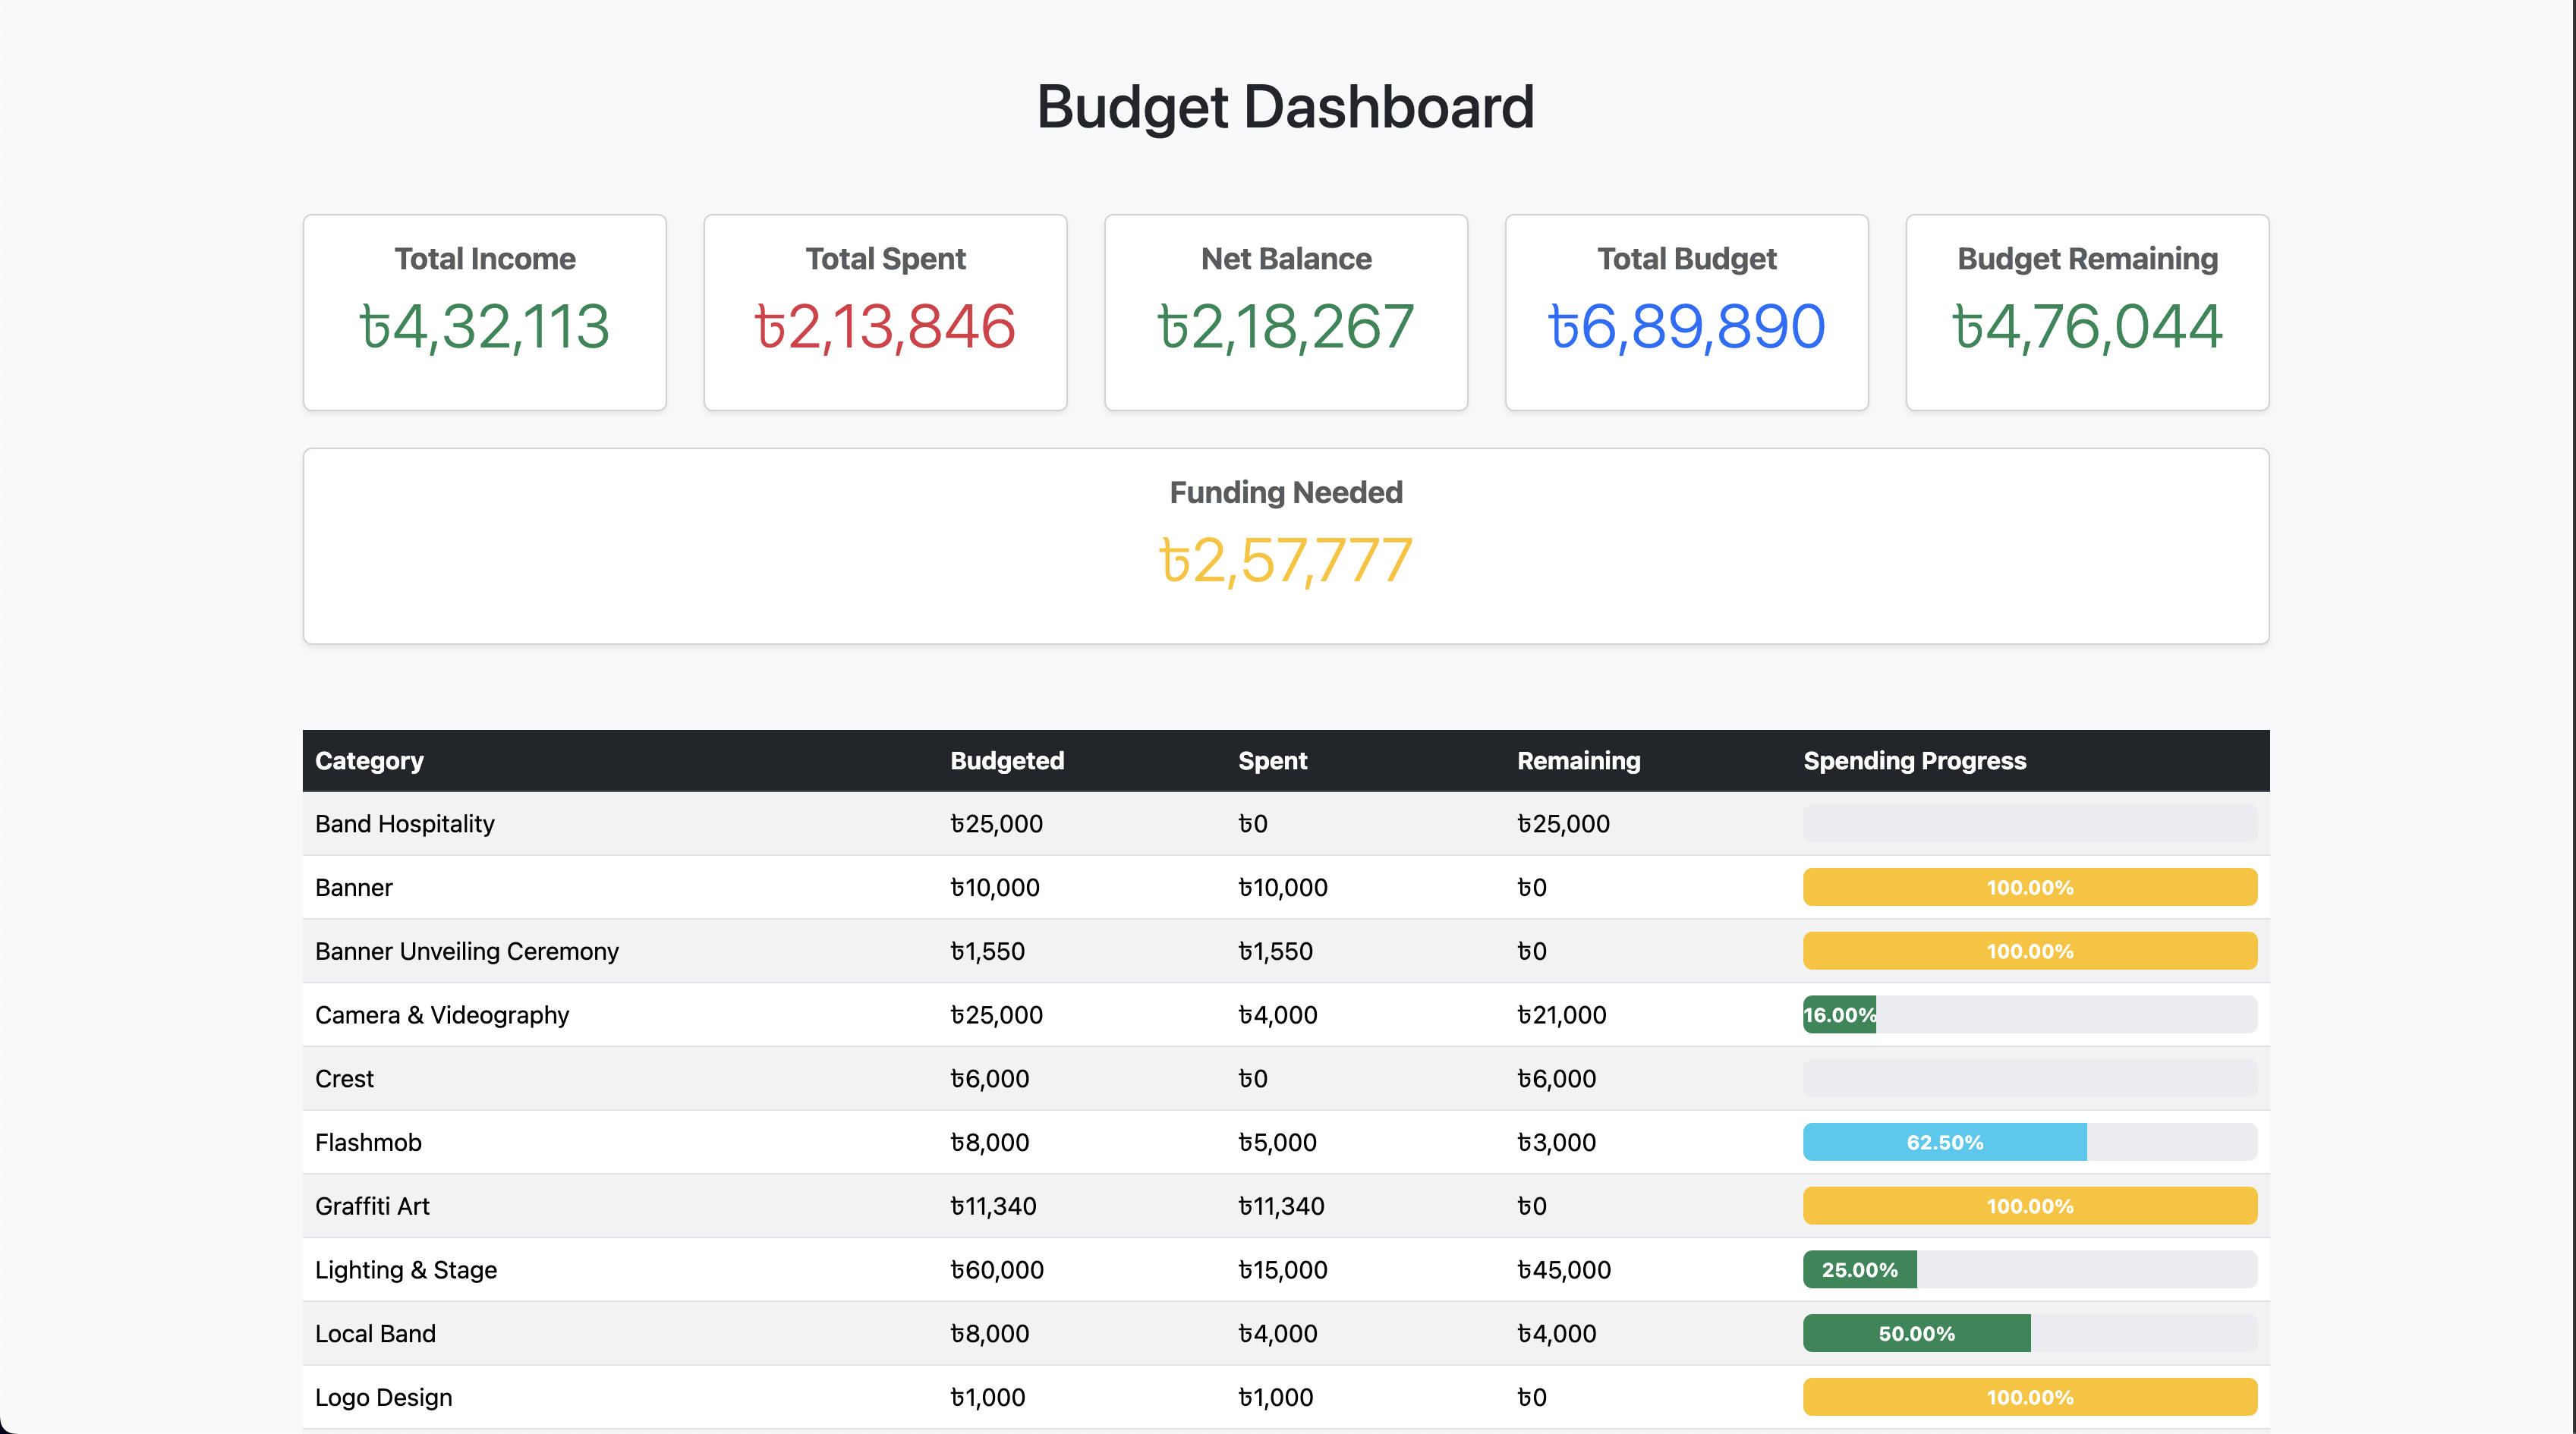 Budget Dashboard
Total Income
৳4,32,113
Total Spent
৳2,13,846
Net Balance
৳2,18,267
Total Budget
৳6,89,890
Budget Remaining
৳4,76,044
Funding Needed
৳2,57,777
Category Budgeted Spent Remaining Spending Progress
Band Hospitality ৳25,000 ৳0 ৳25,000
Banner ৳10,000 ৳10,000 ৳0 100.00%
Banner Unveiling Ceremony ৳1,550 ৳1,550 ৳0 100.00%
Camera & Videography ৳25,000 ৳4,000 ৳21,000 16.00%
Crest ৳6,000 ৳0 ৳6,000
Flashmob ৳8,000 ৳5,000 ৳3,000 62.50%
Graffiti Art ৳11,340 ৳11,340 ৳0 100.00%
Lighting & Stage ৳60,000 ৳15,000 ৳45,000 25.00%
Local Band ৳8,000 ৳4,000 ৳4,000 50.00%
Logo Design ৳1,000 ৳1,000 ৳0 100.00%